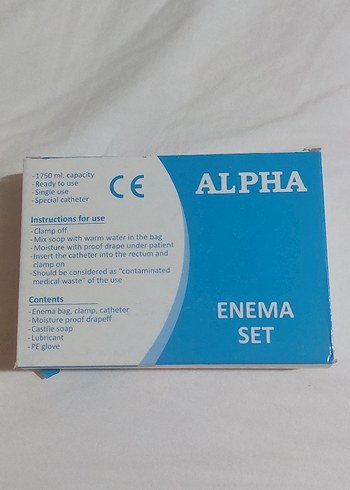 - 1750 ml. capacity
- Ready to use
- Single use
- Special catheter
CE
ALPHA
Instructions for use
- Clamp off
- Mix soop with warm water in the bag
- Moisture with proof drape under patient
- Insert the catheter into the rectum and
clamp on
- Should be considered as "contaminated
medical waste" of the use
Contents
- Enema bag, clamp, catheter
- Moisture proof drapeff
- Castile soap
- Lubricant
- PE glove
ENEMA
SET